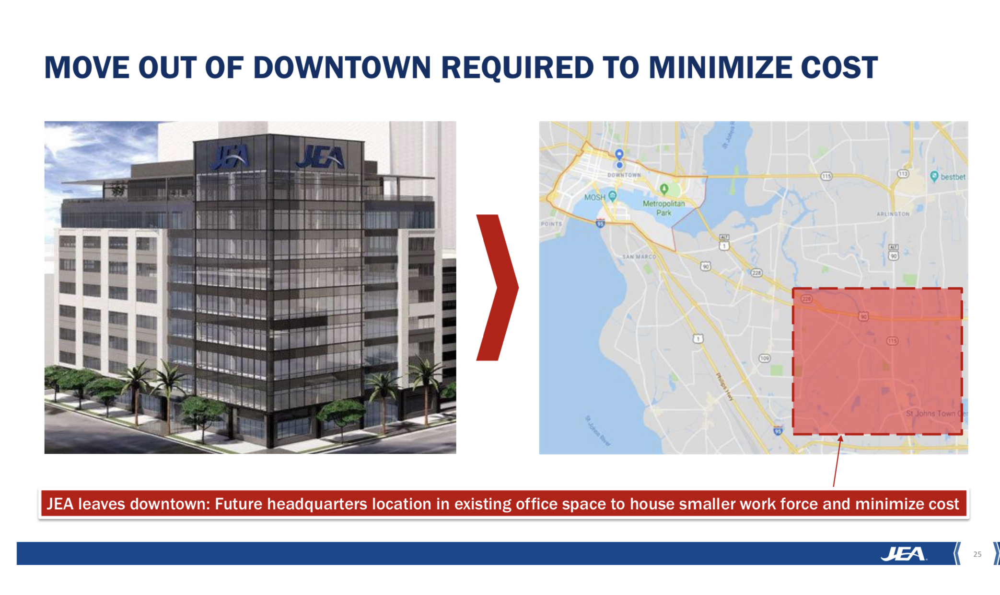 MOVE OUT OF DOWNTOWN REQUIRED TO MINIMIZE COST
JEA
JEA
St Johns R
DOWNTOWN
115
113
bestbet
MOSH
Metropolitan
Park
ARLINGTON
POINTS
95
ALT
1
ALT
90
SAN MARCO
90
228
228
90
1
115
109
Philips Hwy
St Johns Town Cer
95
St Johns River
JEA leaves downtown: Future headquarters location in existing office space to house smaller work force and minimize cost
JEA
25